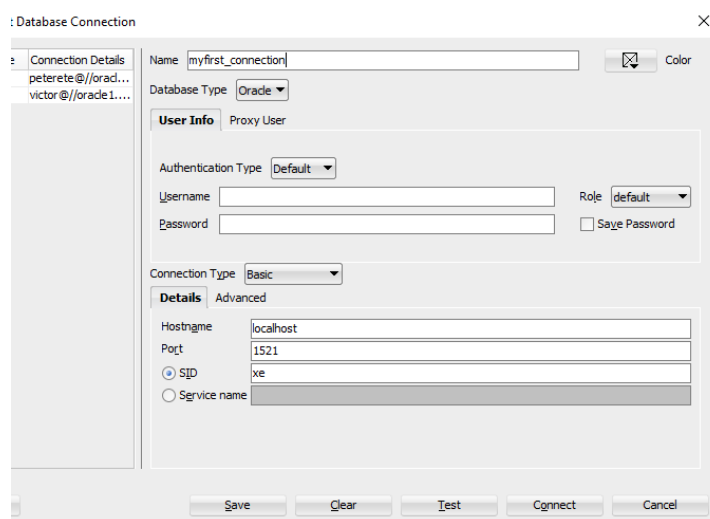 t Database Connection
e Connection Details
peterete@//oracl...
victor@//oracle1....
Name myfirst_connection Color
Database Type Oracle
User Info Proxy User
Authentication Type Default
Username Role default
Password Save Password
Connection Type Basic
Details Advanced
Hostname localhost
Port 1521
SID xe
Service name
Save Clear Test Connect Cancel